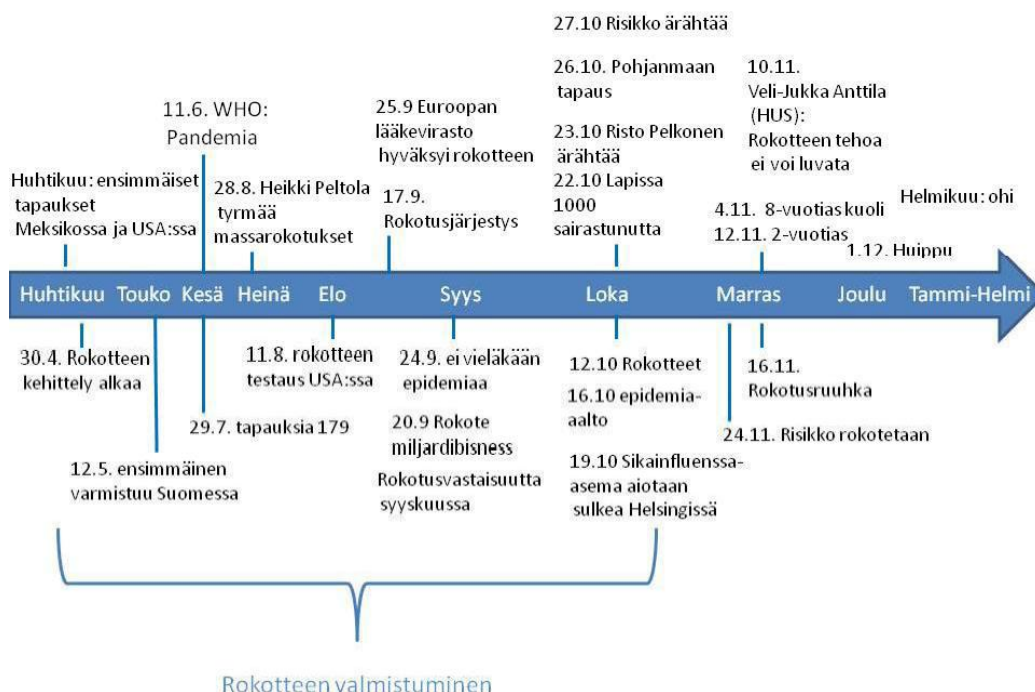 27.10 Risikko ärähtää
26.10. Pohjanmaan
tapaus
23.10 Risto Pelkonen
ärähtää
22.10 Lapissa
1000
sairastunutta
10.11.
Veli-Jukka Anttila
(HUS):
Rokotteen tehoa
ei voi luvata
11.6. WHO:
Pandemia
25.9 Euroopan
lääkevirasto
hyväksyi rokotteen
17.9.
Rokotusjärjestys
Huhtikuu: ensimmäiset
tapaukset
Meksikossa ja USA:ssa
28.8. Heikki Peltola
tyrmää
massarokotukset
4.11. 8-vuotias kuoli
12.11. 2-vuotias
Helmikuu: ohi
1.12. Huippu
Huhtikuu Touko Kesä Heinä Elo Syys Loka Marras Joulu Tammi-Helmi
30.4. Rokotteen
kehittely alkaa
11.8. rokotteen
testaus USA:ssa
24.9. ei vieläkään
epidemiaa
12.10 Rokotteet
16.10 epidemia-
aalto
16.11.
Rokotusruuhka
29.7. tapauksia 179
20.9 Rokote
miljardibisness
24.11. Risikko rokotetaan
12.5. ensimmäinen
varmistuu Suomessa
Rokotusvastaisuutta
syyskuussa
19.10 Sikainfluenssa-
asema aiotaan
sulkea Helsingissä
Rokotteen valmistuminen